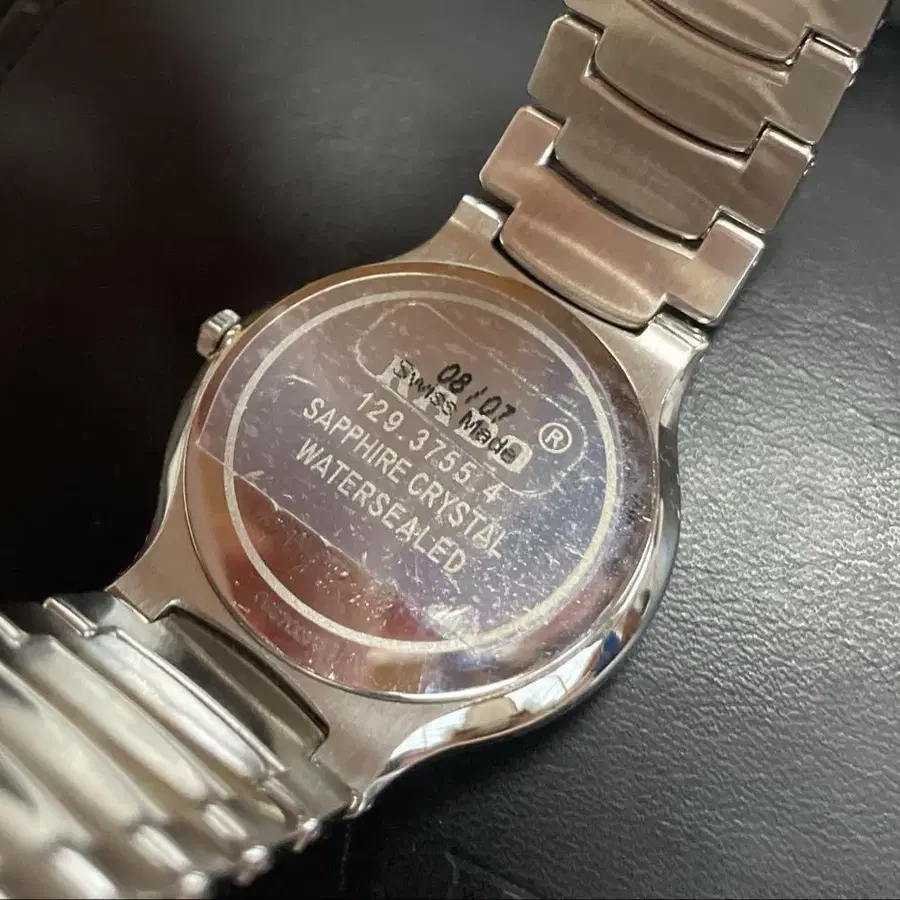 08/07
Swiss Made
®
129.3755.4
SAPPHIRE CRYSTAL
WATERSEALED